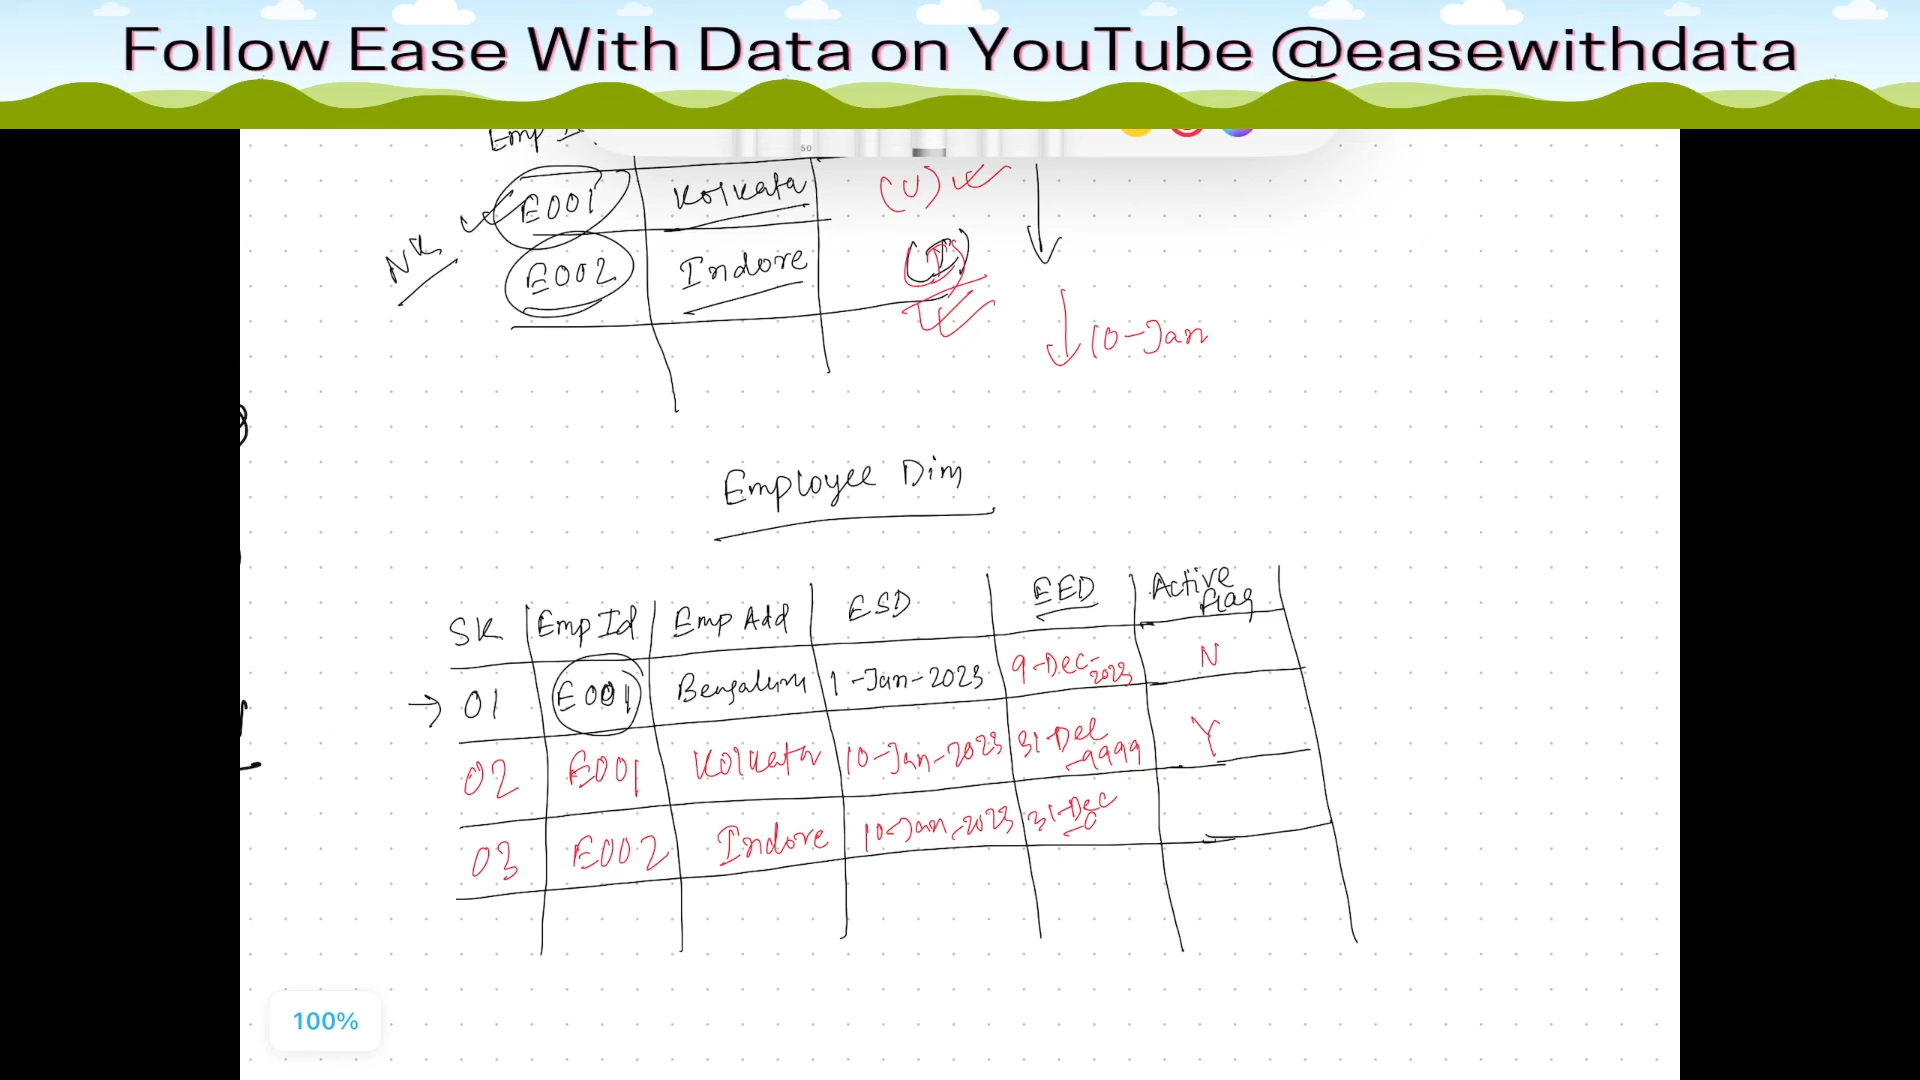 Follow Ease With Data on YouTube @easewithdata
Emp I
50
E001 Kolkata (U)
NK
E002 Indore (I)
10-Jan
Employee Dim
SK Emp Id Emp Add ESD EED Active flag
01 E001 Bengaluru 1-Jan-2023 9-Dec-2023 N
02 E001 Kolkata 10-Jan-2023 31-Dec-9999 Y
03 E002 Indore 10-Jan-2023 31-Dec
100%